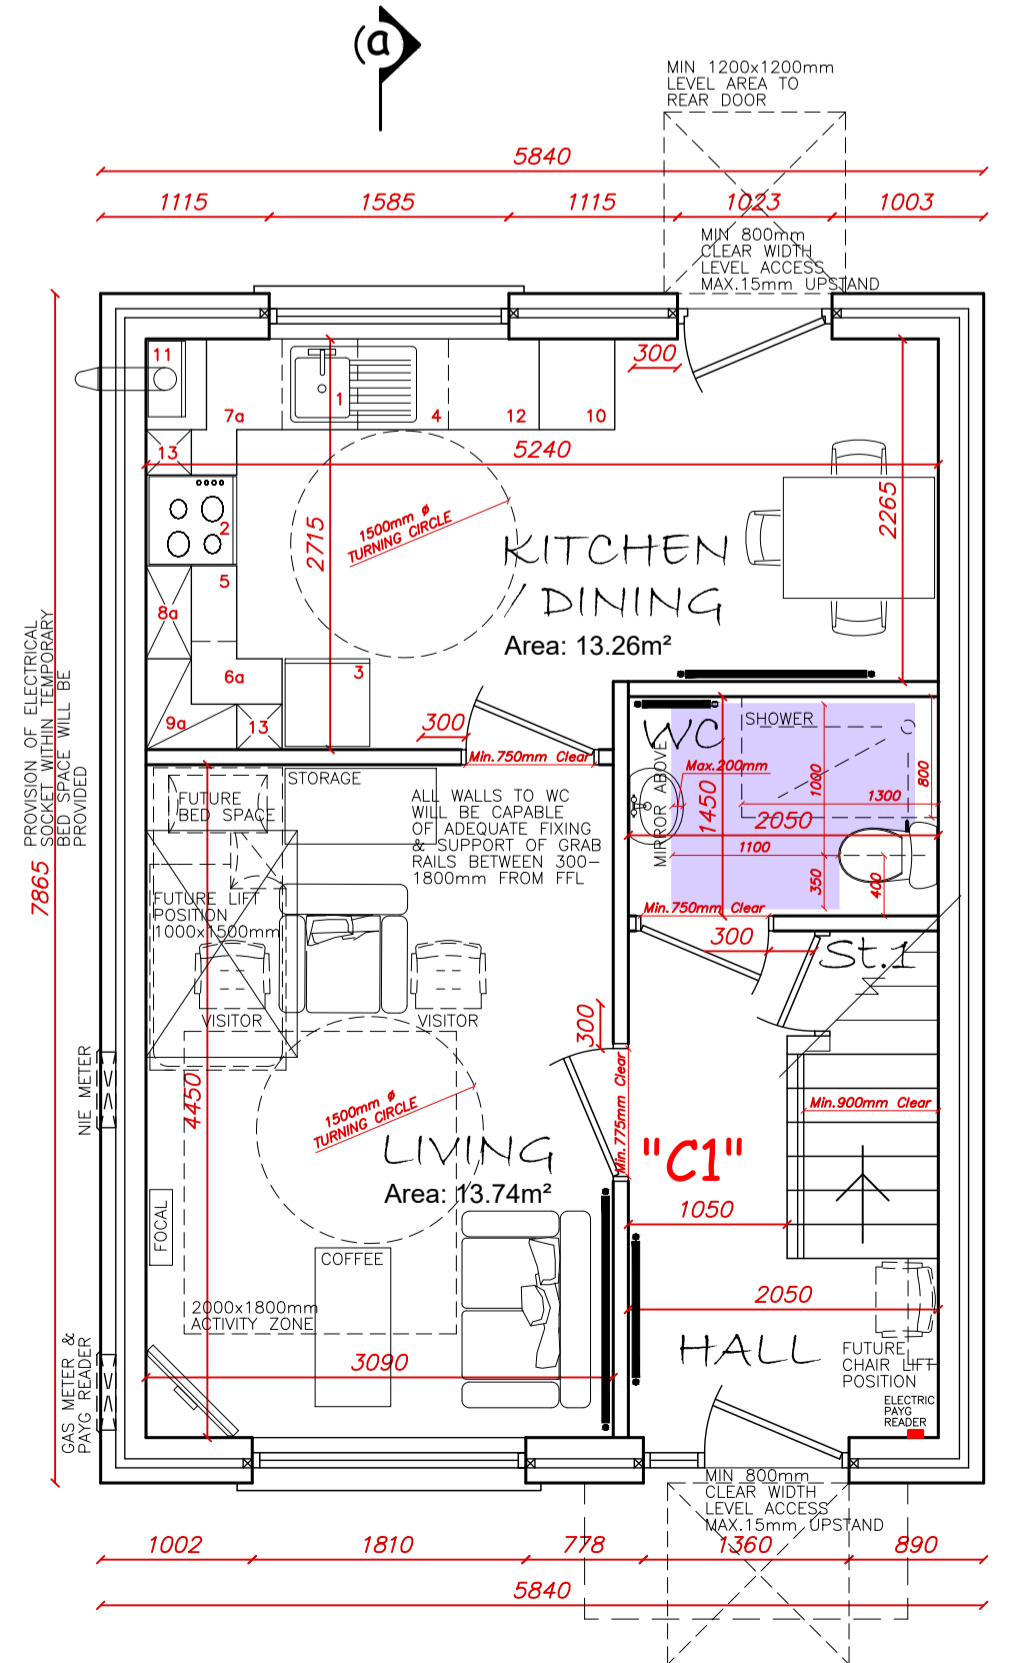 (a)
MIN 1200x1200mm
LEVEL AREA TO
REAR DOOR
5840
1115
1585
1115
1023
1003
MIN 800mm
CLEAR WIDTH
LEVEL ACCESS
MAX.15mm UPSTAND
11
7a
1
4
12
10
300
13
5240
2
2715
1500mm ø
TURNING CIRCLE
2265
KITCHEN
/ DINING
Area: 13.26m²
5
8a
6a
3
9a
13
300
Min.750mm Clear
PROVISION OF ELECTRICAL
SOCKET WITHIN TEMPORARY
BED SPACE WILL BE
PROVIDED
7865
WC
SHOWER
MIRROR ABOVE
Max.200mm
1450
1000
1300
800
2050
1100
350
400
Min.750mm Clear
300
St.1
STORAGE
FUTURE
BED SPACE
ALL WALLS TO WC
WILL BE CAPABLE
OF ADEQUATE FIXING
& SUPPORT OF GRAB
RAILS BETWEEN 300-
1800mm FROM FFL
FUTURE LIFT
POSITION
1000x1500mm
VISITOR
VISITOR
300
NIE METER
4450
1500mm ø
TURNING CIRCLE
Min.775mm Clear
Min.900mm Clear
"C1"
LIVING
Area: 13.74m²
1050
FOCAL
COFFEE
2000x1800mm
ACTIVITY ZONE
2050
3090
HALL
FUTURE
CHAIR LIFT
POSITION
ELECTRIC
PAYG
READER
GAS METER &
PAYG READER
MIN 800mm
CLEAR WIDTH
LEVEL ACCESS
MAX.15mm UPSTAND
1002
1810
778
1360
890
5840